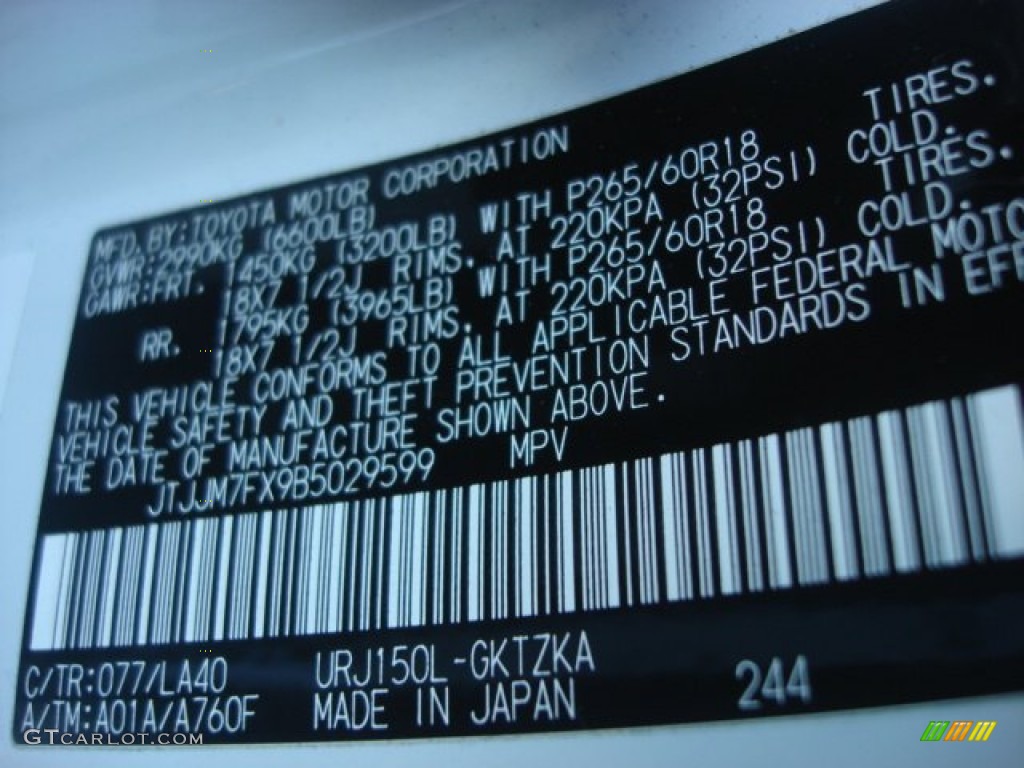 MFD. BY: TOYOTA MOTOR CORPORATION
GVWR: 2990KG (6600LB)
GAWR: FRT. 1450KG (3200LB) WITH P265/60R18 TIRES.
18X7 1/2J RIMS. AT 220KPA (32PSI) COLD.
RR. 1795KG (3965LB) WITH P265/60R18 TIRES.
18X7 1/2J RIMS. AT 220KPA (32PSI) COLD.
THIS VEHICLE CONFORMS TO ALL APPLICABLE FEDERAL MOTO
VEHICLE SAFETY AND THEFT PREVENTION STANDARDS IN EFF
THE DATE OF MANUFACTURE SHOWN ABOVE.
JTJJM7FX9B5029599 MPV
C/TR: 077/LA40 URJ150L-GKTZKA 244
A/TM: A01A/A760F MADE IN JAPAN
GTCARLOT.COM